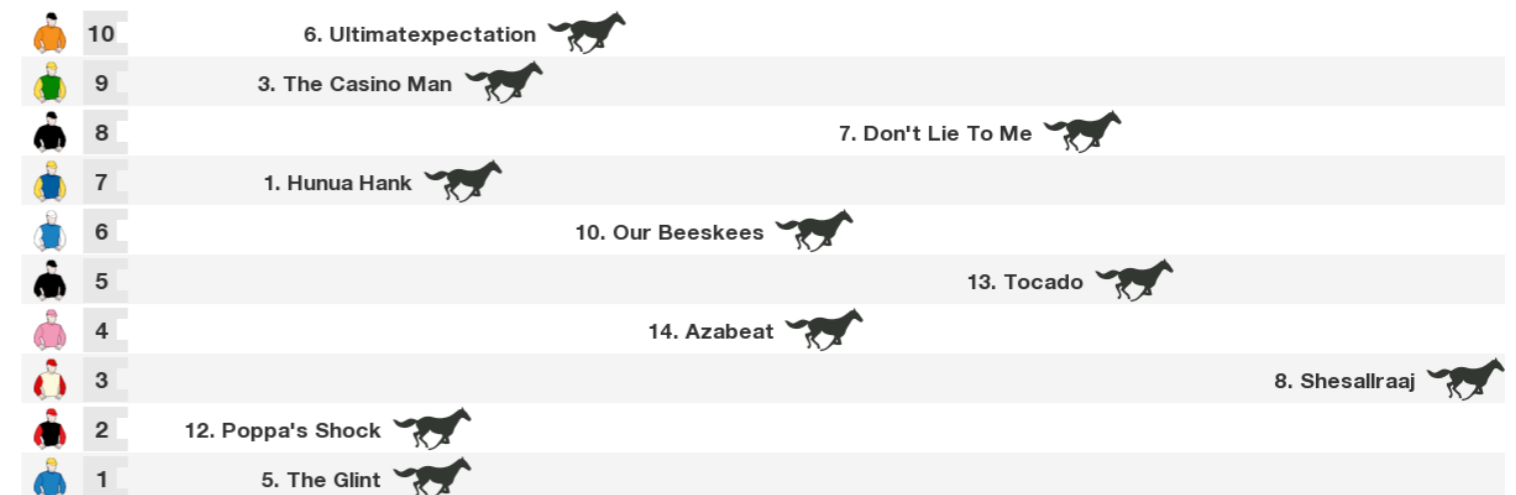 10 6. Ultimatexpectation
9 3. The Casino Man
8 7. Don't Lie To Me
7 1. Hunua Hank
6 10. Our Beeskees
5 13. Tocado
4 14. Azabeat
3 8. Shesallraaj
2 12. Poppa's Shock
1 5. The Glint